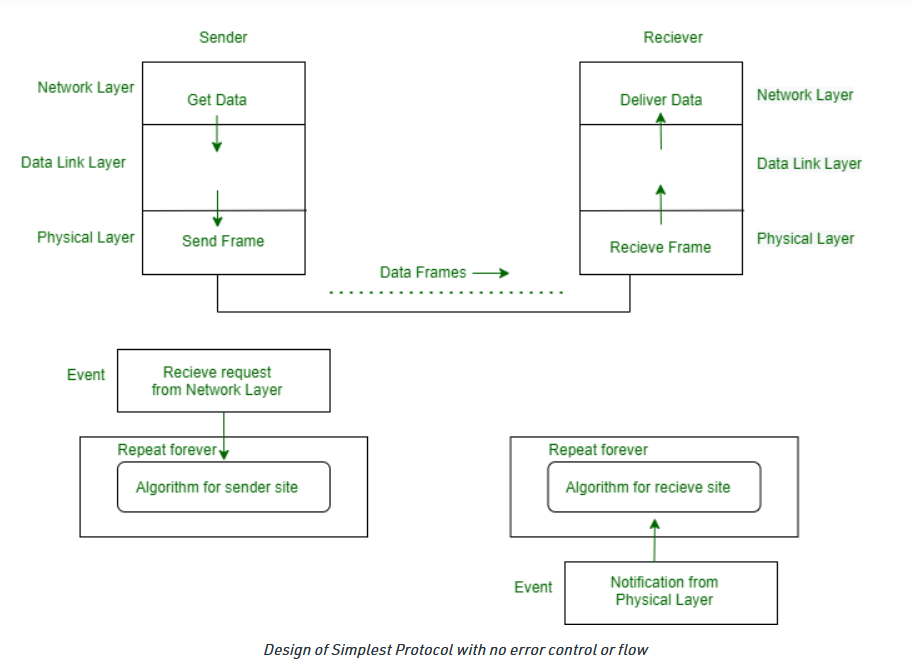 Sender
Reciever
Network Layer
Get Data
Deliver Data
Network Layer
Data Link Layer
Data Link Layer
Physical Layer
Send Frame
Recieve Frame
Physical Layer
Data Frames
Event
Recieve request
from Network Layer
Repeat forever
Algorithm for sender site
Repeat forever
Algorithm for recieve site
Event
Notification from
Physical Layer
Design of Simplest Protocol with no error control or flow